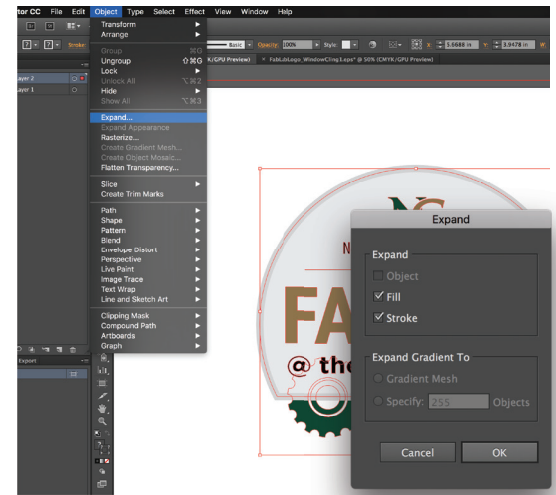 tor CC File Edit Object Type Select Effect View Window Help
Stroke: Basic Opacity: 100% Style: X: 5.6688 in Y: 3.9478 in W:
K/GPU Preview) × FabLabLogo_WindowCling1.eps* @ 50% (CMYK/GPU Preview)
Transform
Arrange
Group ⌘G
Ungroup ⇧⌘G
Lock
Unlock All ⌥⌘2
Hide
Show All ⌥⌘3
Expand...
Expand Appearance
Rasterize...
Create Gradient Mesh...
Create Object Mosaic...
Flatten Transparency...
Slice
Create Trim Marks
Path
Shape
Pattern
Blend
Envelope Distort
Perspective
Live Paint
Image Trace
Text Wrap
Line and Sketch Art
Clipping Mask
Compound Path
Artboards
Graph
ayer 2
ayer 1
Export
N
FA
@ the
Expand
Expand
Object
Fill
Stroke
Expand Gradient To
Gradient Mesh
Specify: 255 Objects
Cancel OK